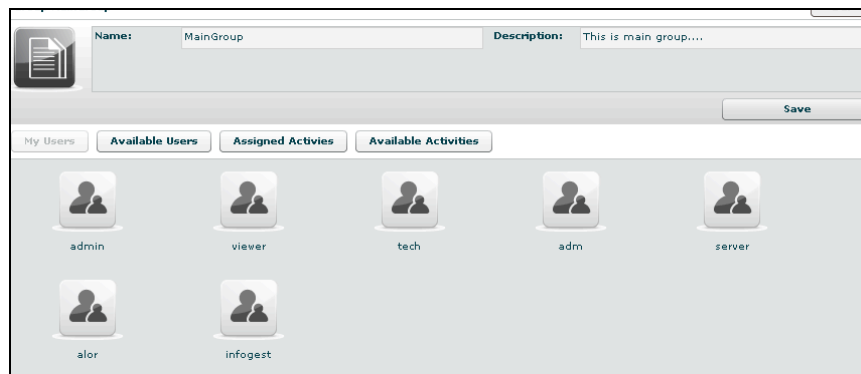 Name: MainGroup Description: This is main group....
Save
My Users Available Users Assigned Activies Available Activities
admin viewer tech adm server
alor infogest